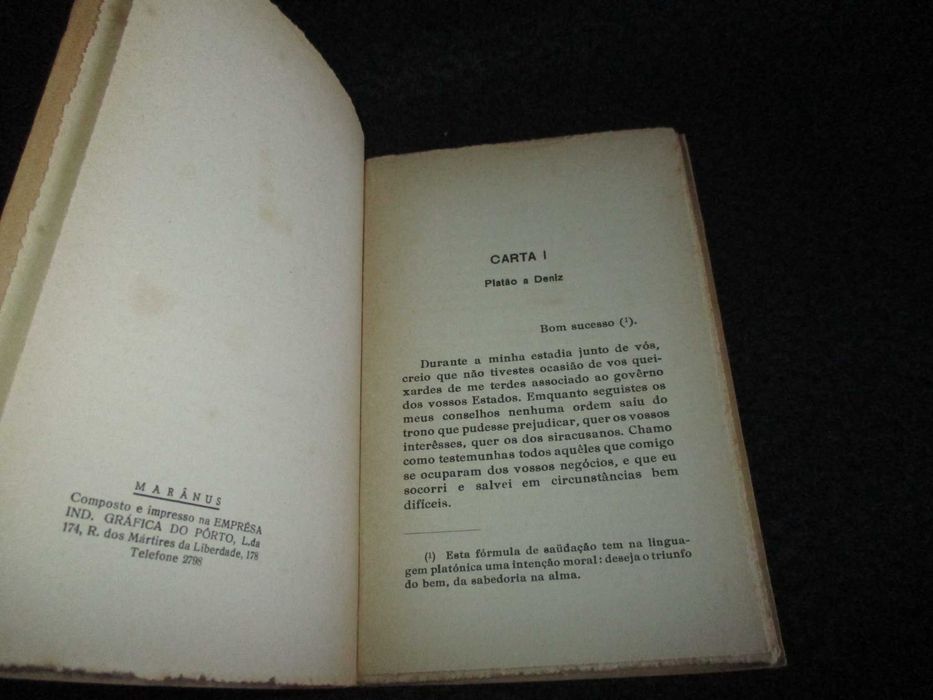 MARÂNUS
Composto e impresso na EMPRÊSA
IND. GRÁFICA DO PÔRTO, L.da
174, R. dos Mártires da Liberdade, 178
Telefone 2798
CARTA I
Platão a Deniz
Bom sucesso (¹).
Durante a minha estadia junto de vós,
creio que não tivestes ocasião de vos quei-
xardes de me terdes associado ao govêrno
dos vossos Estados. Emquanto seguistes os
meus conselhos nenhuma ordem saíu do
trono que pudesse prejudicar, quer os vossos
interêsses, quer os dos siracusanos. Chamo
como testemunhas todos aquêles que comigo
se ocuparam dos vossos negócios, e que eu
socorri e salvei em circunstâncias bem
difíceis.
(¹) Esta fórmula de saüdação tem na lingua-
gem platónica uma intenção moral: deseja o triunfo
do bem, da sabedoria na alma.